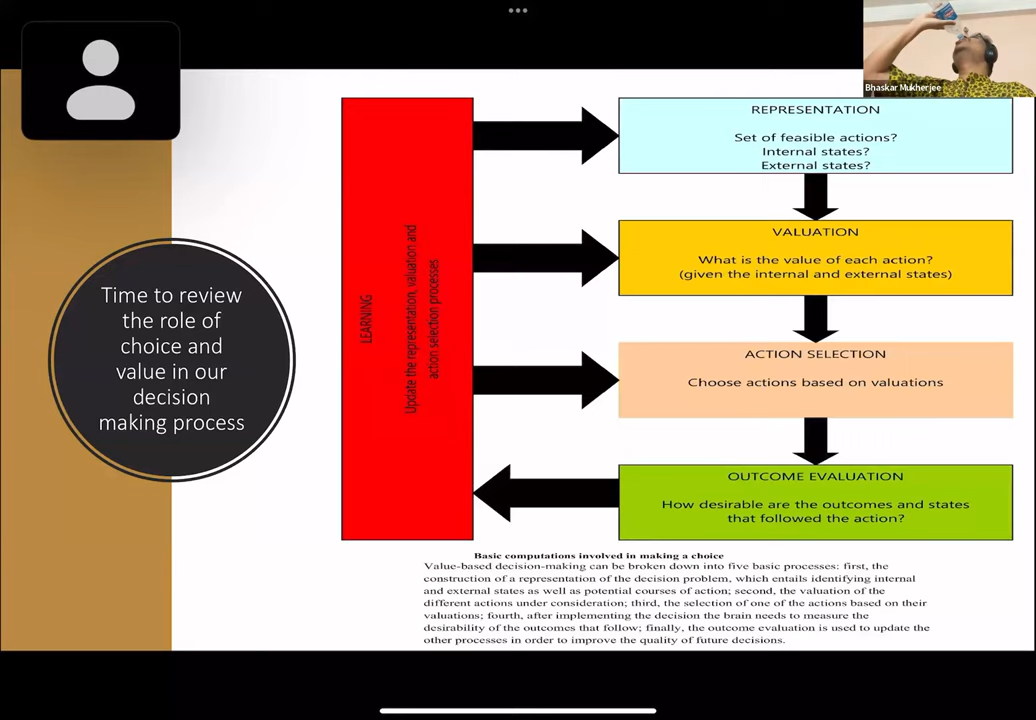 Bhaskar Mukherjee
Time to review
the role of
choice and
value in our
decision
making process
LEARNING
Update the representation, valuation and
action selection processes
REPRESENTATION
Set of feasible actions?
Internal states?
External states?
VALUATION
What is the value of each action?
(given the internal and external states)
ACTION SELECTION
Choose actions based on valuations
OUTCOME EVALUATION
How desirable are the outcomes and states
that followed the action?
Basic computations involved in making a choice
Value-based decision-making can be broken down into five basic processes: first, the
construction of a representation of the decision problem, which entails identifying internal
and external states as well as potential courses of action; second, the valuation of the
different actions under consideration; third, the selection of one of the actions based on their
valuations; fourth, after implementing the decision the brain needs to measure the
desirability of the outcomes that follow; finally, the outcome evaluation is used to update the
other processes in order to improve the quality of future decisions.